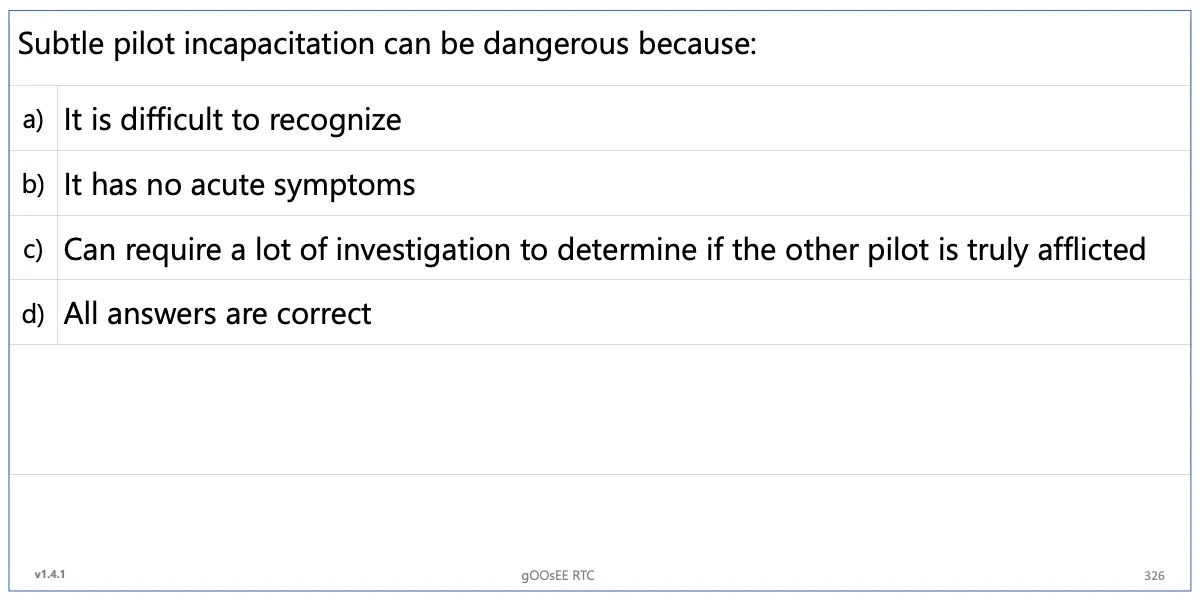 Subtle pilot incapacitation can be dangerous because:
a) It is difficult to recognize
b) It has no acute symptoms
c) Can require a lot of investigation to determine if the other pilot is truly afflicted
d) All answers are correct
v1.4.1 gOOsEE RTC 326